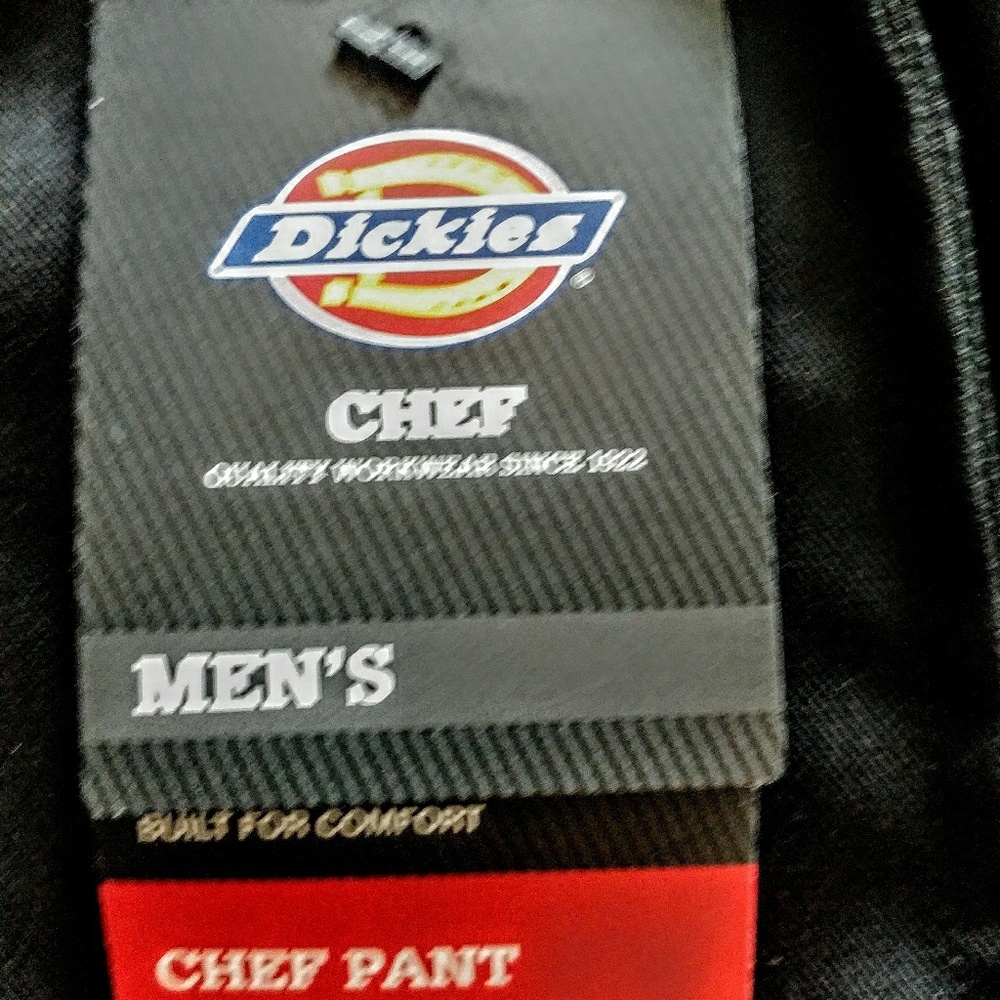 Dickies®
CHEF
QUALITY WORKWEAR SINCE 1922
MEN'S
BUILT FOR COMFORT
CHEF PANT